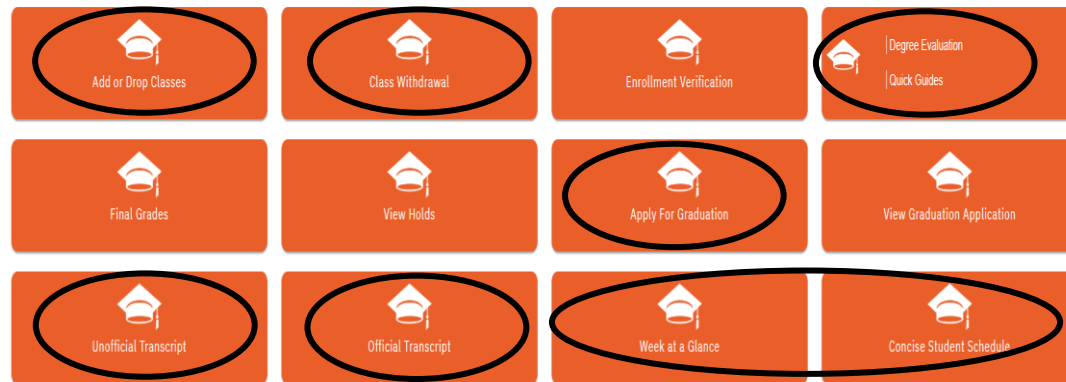 Add or Drop Classes
Class Withdrawal
Enrollment Verification
Degree Evaluation
Quick Guides
Final Grades
View Holds
Apply For Graduation
View Graduation Application
Unofficial Transcript
Official Transcript
Week at a Glance
Concise Student Schedule